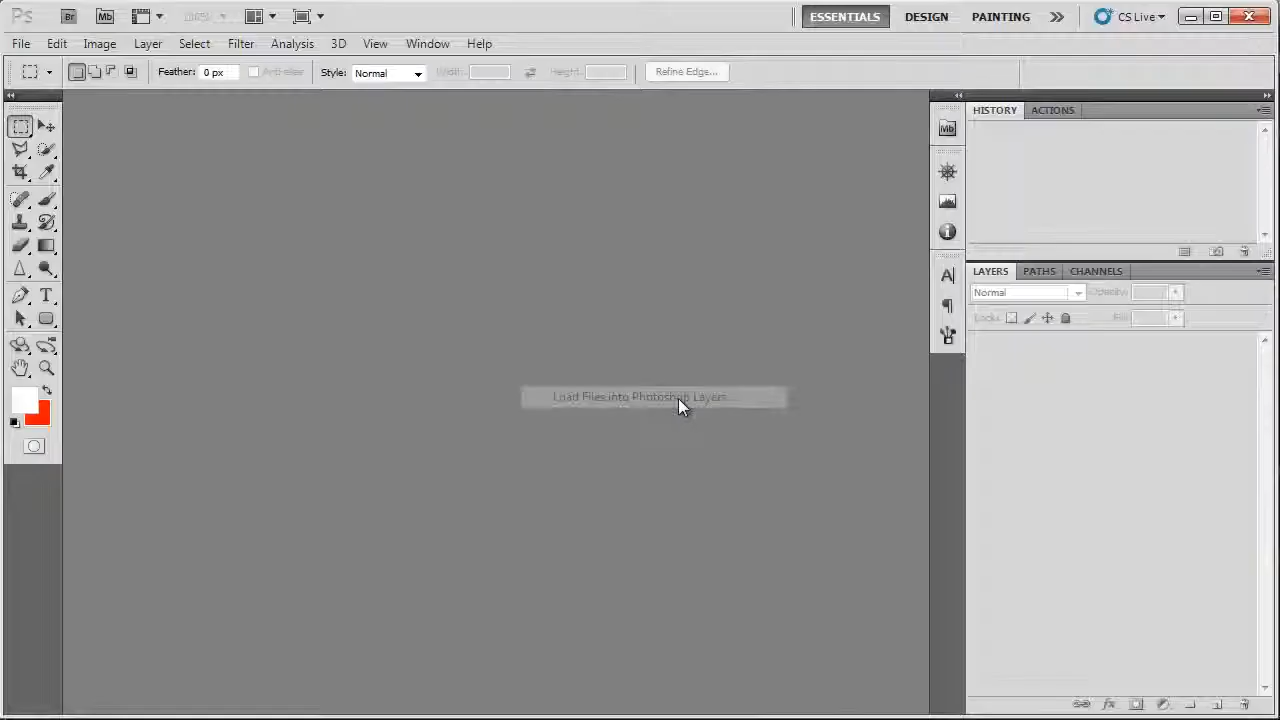 Ps Br Mb ESSENTIALS DESIGN PAINTING CS Live
File Edit Image Layer Select Filter Analysis 3D View Window Help
Feather: 0 px Anti-alias Style: Normal Width: Height: Refine Edge...
HISTORY ACTIONS
Mb
LAYERS PATHS CHANNELS
Normal Opacity:
Lock: Fill:
Load Files into Photoshop Layers...